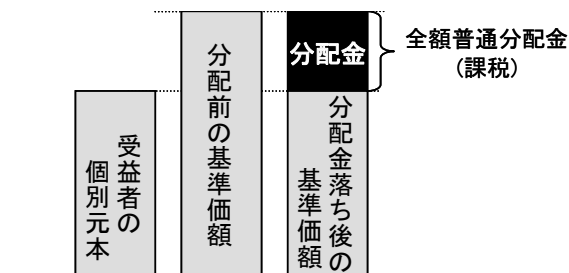 受益者の
個別元本
分配前の基準価額
分配金
分配金落ち後の
基準価額
全額普通分配金
(課税)